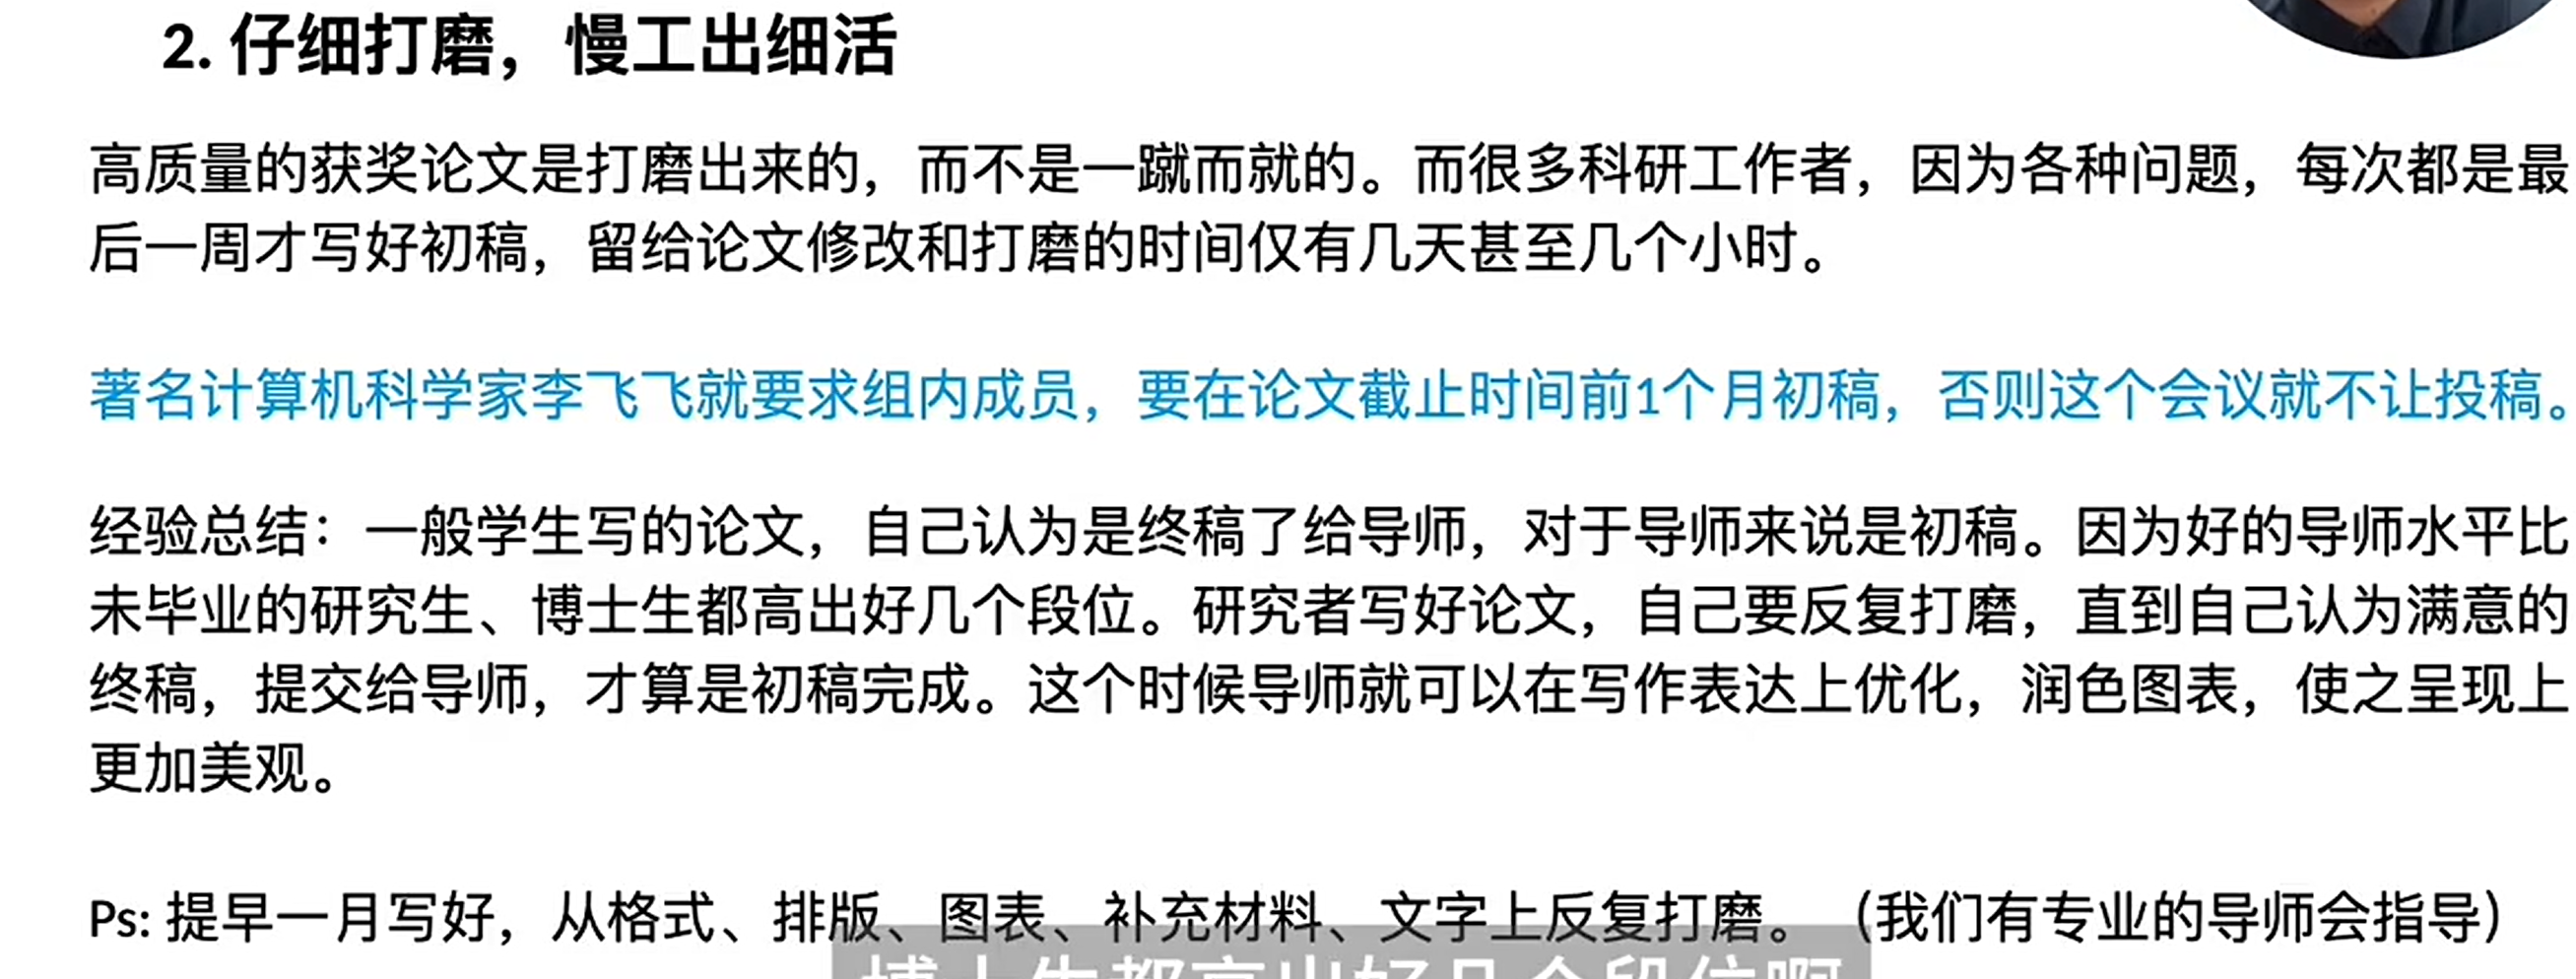 2. 仔细打磨，慢工出细活
高质量的获奖论文是打磨出来的，而不是一蹴而就的。而很多科研工作者，因为各种问题，每次都是最
后一周才写好初稿，留给论文修改和打磨的时间仅有几天甚至几个小时。
著名计算机科学家李飞飞就要求组内成员，要在论文截止时间前1个月初稿，否则这个会议就不让投稿。
经验总结：一般学生写的论文，自己认为是终稿了给导师，对于导师来说是初稿。因为好的导师水平比
未毕业的研究生、博士生都高出好几个段位。研究者写好论文，自己要反复打磨，直到自己认为满意的
终稿，提交给导师，才算是初稿完成。这个时候导师就可以在写作表达上优化，润色图表，使之呈现上
更加美观。
Ps: 提早一月写好，从格式、排版、图表、补充材料、文字上反复打磨。（我们有专业的导师会指导）
博士生都高出好几个段位啊